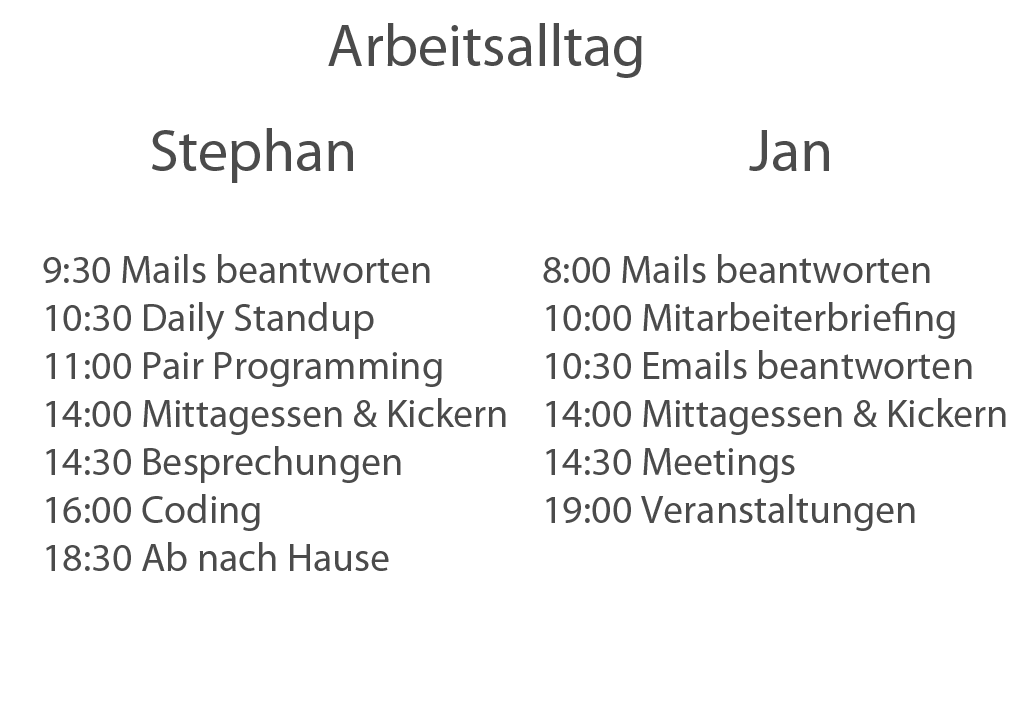 Arbeitsalltag
Stephan
9:30 Mails beantworten
10:30 Daily Standup
11:00 Pair Programming
14:00 Mittagessen & Kickern
14:30 Besprechungen
16:00 Coding
18:30 Ab nach Hause
Jan
8:00 Mails beantworten
10:00 Mitarbeiterbriefing
10:30 Emails beantworten
14:00 Mittagessen & Kickern
14:30 Meetings
19:00 Veranstaltungen